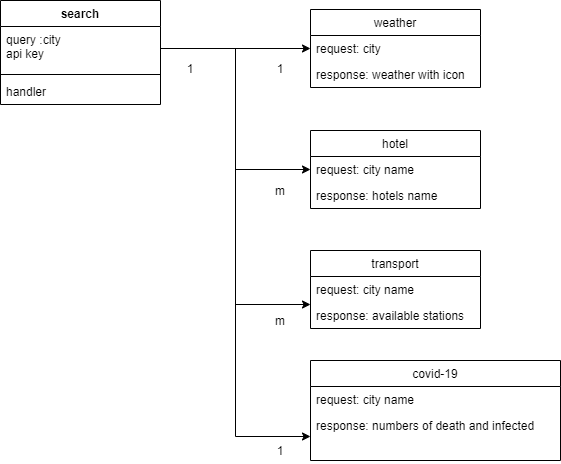 search
query :city
api key
handler
1
1
weather
request: city
response: weather with icon
hotel
request: city name
response: hotels name
m
transport
request: city name
response: available stations
m
covid-19
request: city name
response: numbers of death and infected
1